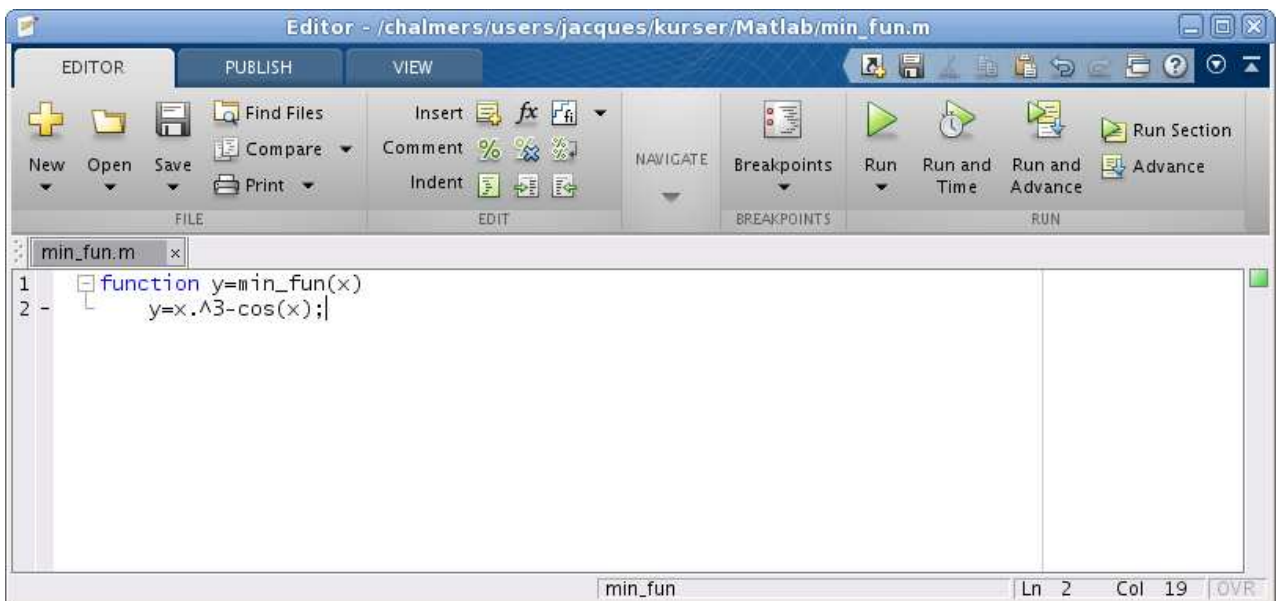 Editor - /chalmers/users/jacques/kurser/Matlab/min_fun.m
EDITOR PUBLISH VIEW
New
Open
Save
Find Files
Compare
Print
FILE
Insert fx fi
Comment % % %
Indent
EDIT
NAVIGATE
Breakpoints
BREAKPOINTS
Run
Run and Time
Run and Advance
Run Section
Advance
RUN
min_fun.m ×
1 function y=min_fun(x)
2 - y=x.^3-cos(x);
min_fun Ln 2 Col 19 OVR